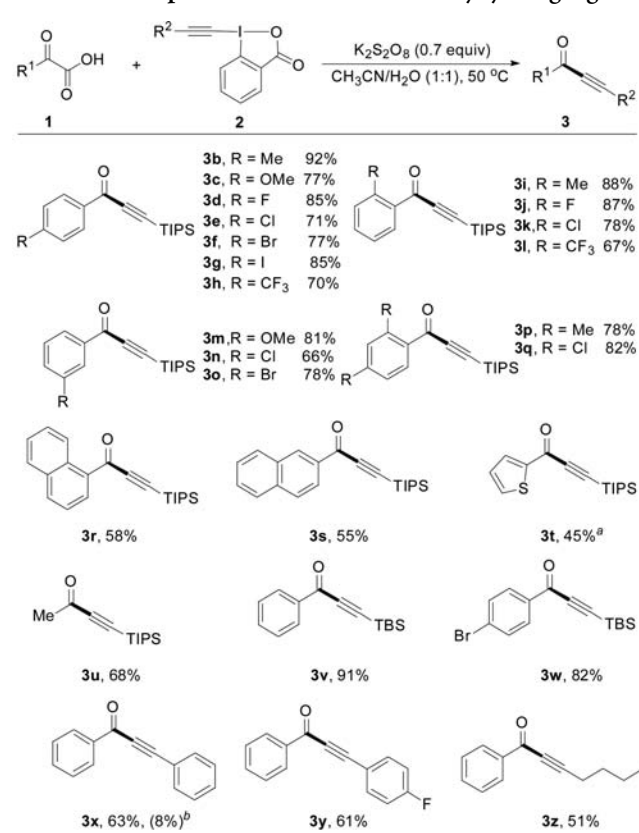 R1 OH O O
+
R2 I O O
K2S2O8 (0.7 equiv)
CH3CN/H2O (1:1), 50 °C
O R1 R2
1 2 3
O R TIPS
3b, R = Me 92%
3c, R = OMe 77%
3d, R = F 85%
3e, R = Cl 71%
3f, R = Br 77%
3g, R = I 85%
3h, R = CF3 70%
R O TIPS
3i, R = Me 88%
3j, R = F 87%
3k, R = Cl 78%
3l, R = CF3 67%
O R TIPS
3m,R = OMe 81%
3n, R = Cl 66%
3o, R = Br 78%
R O R TIPS
3p, R = Me 78%
3q, R = Cl 82%
O TIPS
3r, 58%
O TIPS
3s, 55%
O S TIPS
3t, 45%a
O Me TIPS
3u, 68%
O TBS
3v, 91%
O Br TBS
3w, 82%
O
3x, 63%, (8%)b
O F
3y, 61%
O
3z, 51%